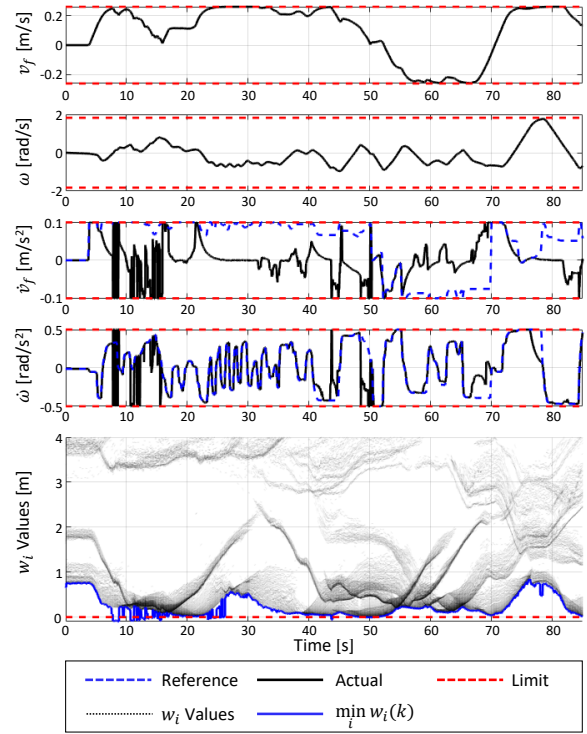 v_f [m/s]
0.2
0
-0.2
0 10 20 30 40 50 60 70 80
ω [rad/s]
2
0
-2
0 10 20 30 40 50 60 70 80
v̇_f [m/s²]
0.1
0
-0.1
0 10 20 30 40 50 60 70 80
ω̇ [rad/s²]
0.5
0
-0.5
0 10 20 30 40 50 60 70 80
w_i Values [m]
4
3
2
1
0
0 10 20 30 40 50 60 70 80
Time [s]
Reference Actual Limit
w_i Values min_i w_i(k)